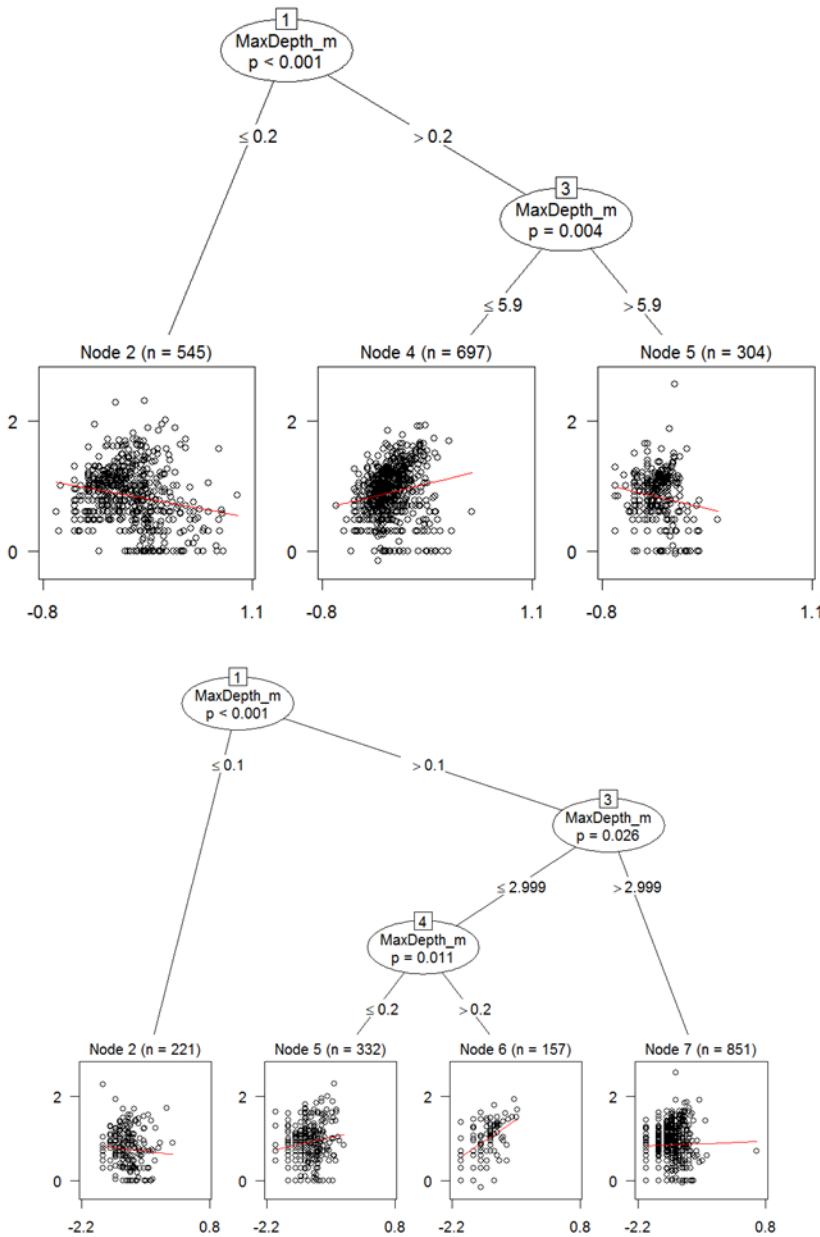 1
MaxDepth_m
p < 0.001
≤ 0.2
> 0.2
3
MaxDepth_m
p = 0.004
≤ 5.9
> 5.9
Node 2 (n = 545)
Node 4 (n = 697)
Node 5 (n = 304)
2
2
2
0
0
0
-0.8
1.1
-0.8
1.1
-0.8
1.1
1
MaxDepth_m
p < 0.001
≤ 0.1
> 0.1
3
MaxDepth_m
p = 0.026
≤ 2.999
> 2.999
4
MaxDepth_m
p = 0.011
≤ 0.2
> 0.2
Node 2 (n = 221)
Node 5 (n = 332)
Node 6 (n = 157)
Node 7 (n = 851)
2
2
2
2
0
0
0
0
-2.2
0.8
-2.2
0.8
-2.2
0.8
-2.2
0.8